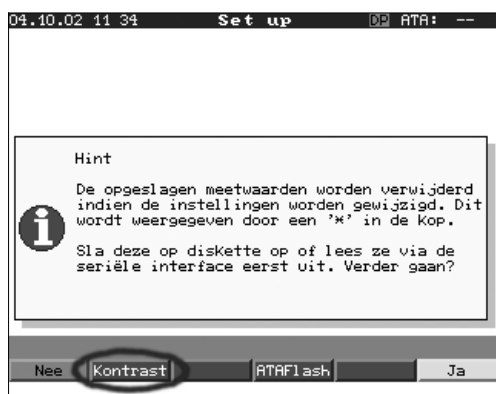 04.10.02 11 34 Set up DP ATA: --
Hint
De opgeslagen meetwaarden worden verwijderd
indien de instellingen worden gewijzigd. Dit
wordt weergegeven door een '*' in de kop.
Sla deze op diskette op of lees ze via de
seriële interface eerst uit. Verder gaan?
Nee Kontrast ATAFlash Ja